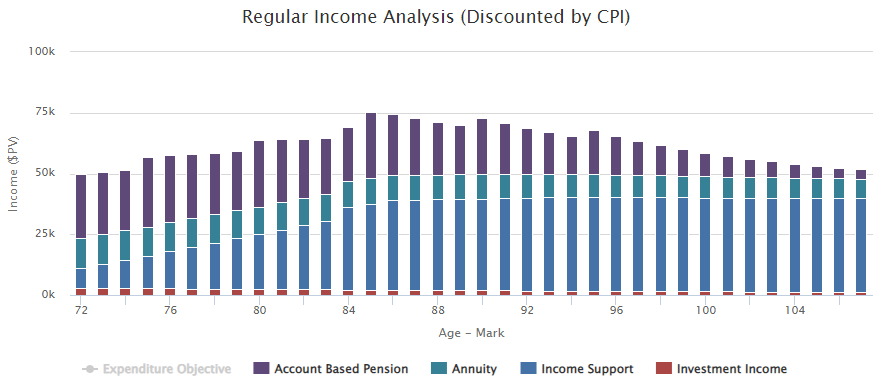 Regular Income Analysis (Discounted by CPI)
100k
75k
50k
25k
0k
Income ($PV)
72 76 80 84 88 92 96 100 104
Age - Mark
Expenditure Objective Account Based Pension Annuity Income Support Investment Income